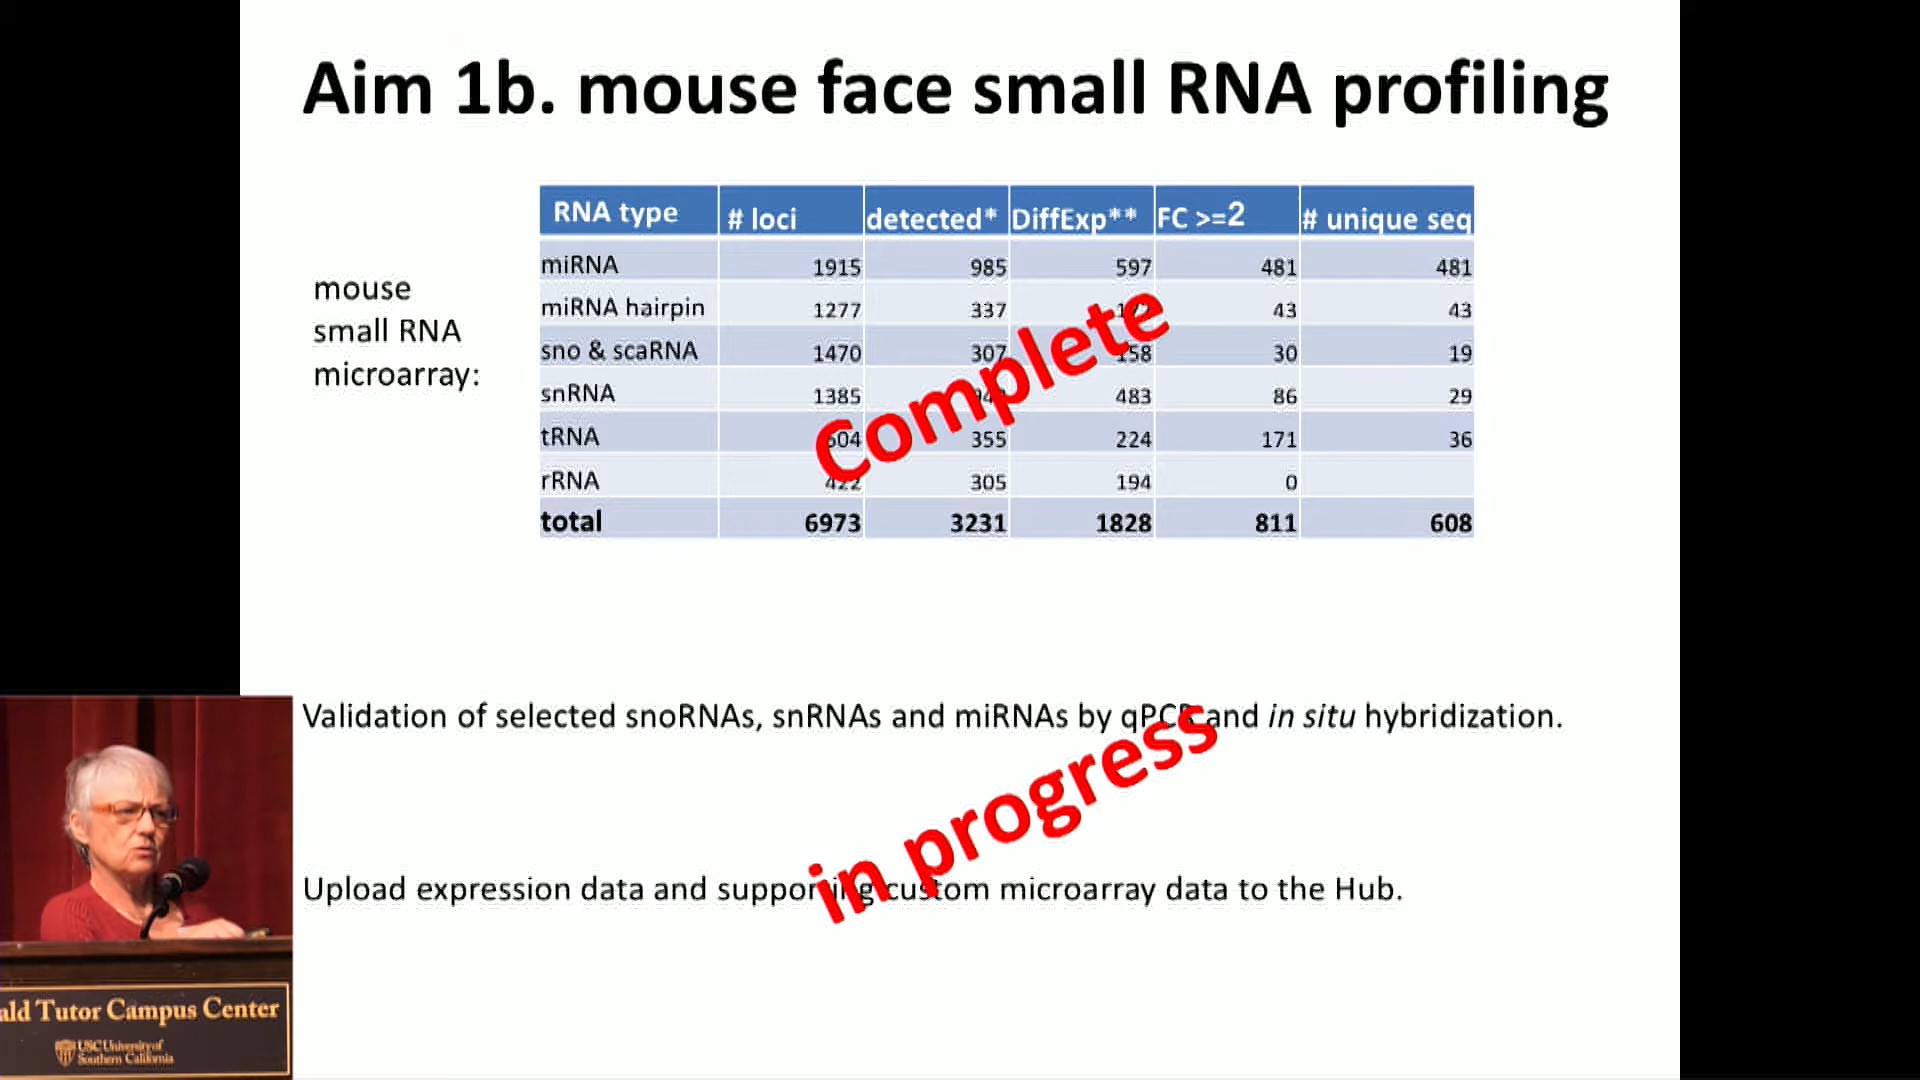 Aim 1b. mouse face small RNA profiling
RNA type # loci detected* DiffExp** FC >=2 # unique seq
miRNA 1915 985 597 481 481
miRNA hairpin 1277 337 43 43
sno & scaRNA 1470 307 158 30 19
snRNA 1385 483 86 29
tRNA 504 355 224 171 36
rRNA 422 305 194 0
total 6973 3231 1828 811 608
mouse
small RNA
microarray:
Complete
Validation of selected snoRNAs, snRNAs and miRNAs by qPCR and in situ hybridization.
in progress
Upload expression data and supporing custom microarray data to the Hub.
ald Tutor Campus Center
USC University of
Southern California